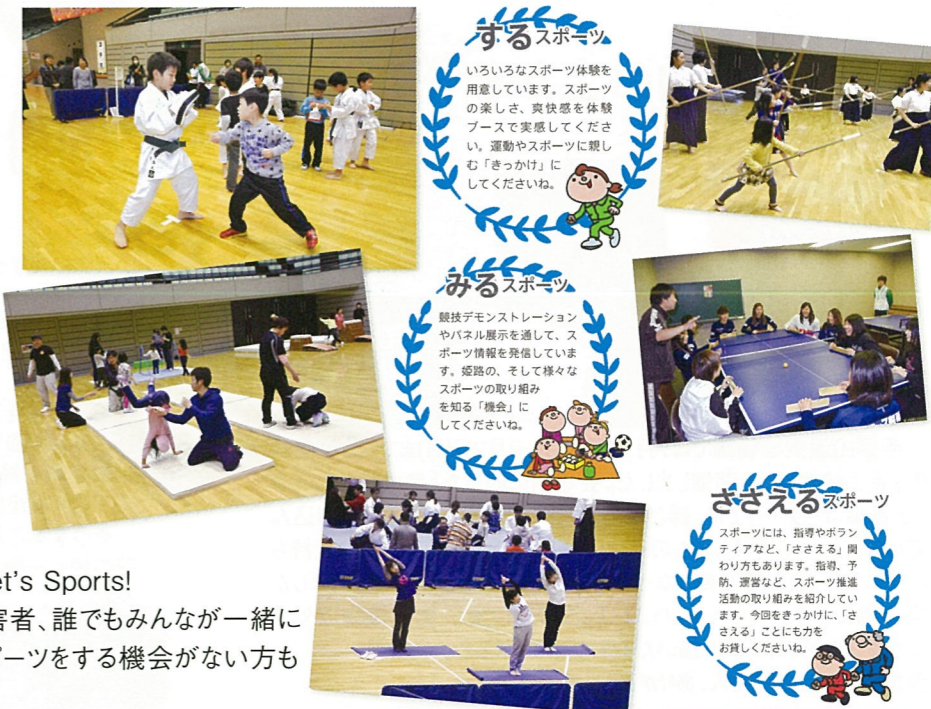 するスポーツ
いろいろなスポーツ体験を
用意しています。スポーツ
の楽しさ、爽快感を体験
ブースで実感してくださ
い。運動やスポーツに親し
む「きっかけ」に
してくださいね。
みるスポーツ
競技デモンストレーション
やパネル展示を通して、ス
ポーツ情報を発信していま
す。姫路の、そして様々な
スポーツの取り組み
を知る「機会」に
してくださいね。
ささえるスポーツ
スポーツには、指導やボラン
ティアなど、「ささえる」関
わり方もあります。指導、予
防、運営など、スポーツ推進
活動の取り組みを紹介してい
ます。今回をきっかけに、「さ
さえる」ことにも力を
お貸しくださいね。
et's Sports!
害者、誰でもみんなが一緒に
ポーツをする機会がない方も